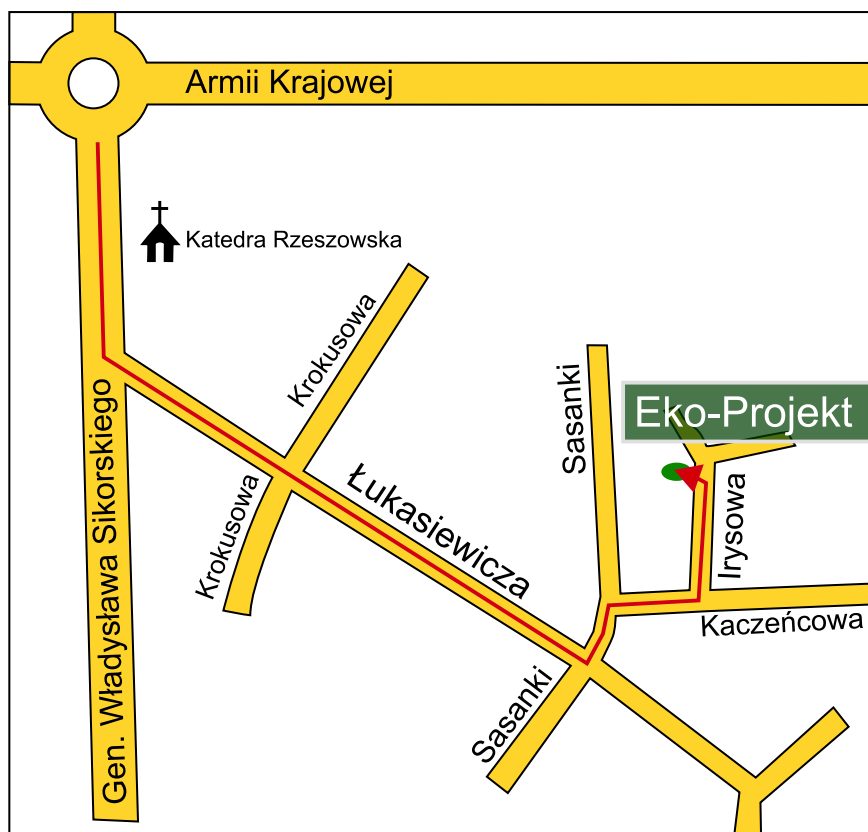 Armii Krajowej
Katedra Rzeszowska
Krokusowa
Sasanki
Eko-Projekt
Gen. Władysława Sikorskiego
Krokusowa
Łukasiewicza
Irysowa
Kaczeńcowa
Sasanki